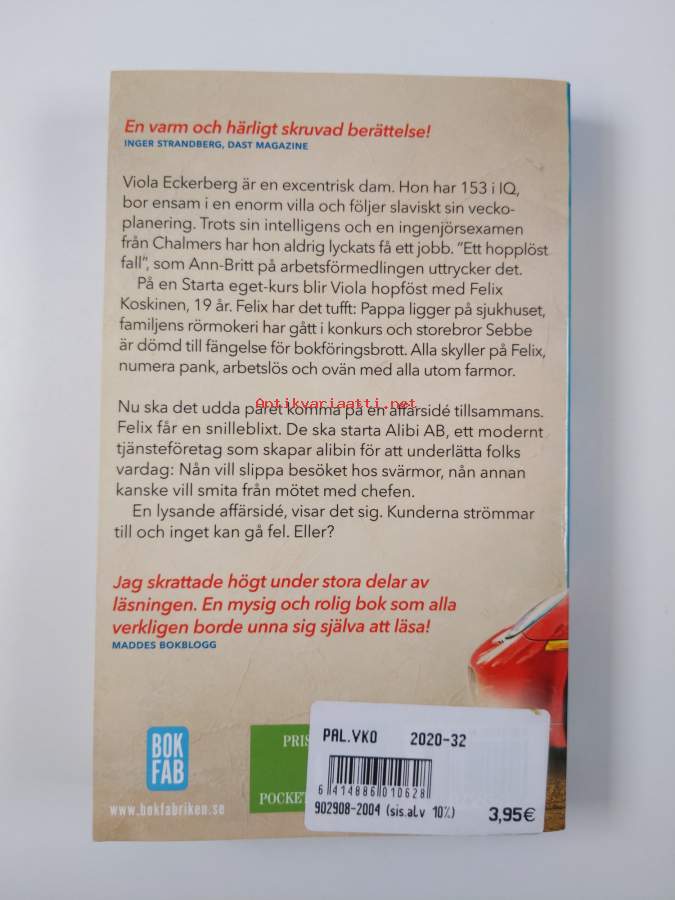 En varm och härligt skruvad berättelse!
INGER STRANDBERG, DAST MAGAZINE
Viola Eckerberg är en excentrisk dam. Hon har 153 i IQ,
bor ensam i en enorm villa och följer slaviskt sin vecko-
planering. Trots sin intelligens och en ingenjörsexamen
från Chalmers har hon aldrig lyckats få ett jobb. ”Ett hopplöst
fall”, som Ann-Britt på arbetsförmedlingen uttrycker det.
På en Starta eget-kurs blir Viola hopföst med Felix
Koskinen, 19 år. Felix har det tufft: Pappa ligger på sjukhuset,
familjens rörmokeri har gått i konkurs och storebror Sebbe
är dömd till fängelse för bokföringsbrott. Alla skyller på Felix,
numera pank, arbetslös och ovän med alla utom farmor.
Antikvariaatti.net
Nu ska det udda paret komma på en affärsidé tillsammans.
Felix får en snilleblixt. De ska starta Alibi AB, ett modernt
tjänsteföretag som skapar alibin för att underlätta folks
vardag: Nån vill slippa besöket hos svärmor, nån annan
kanske vill smita från mötet med chefen.
En lysande affärsidé, visar det sig. Kunderna strömmar
till och inget kan gå fel. Eller?
Jag skrattade högt under stora delar av
läsningen. En mysig och rolig bok som alla
verkligen borde unna sig själva att läsa!
MADDES BOKBLOGG
BOK
FAB
www.bokfabriken.se
PRIS
POCKET
PAL.VKO 2020-32
6 414886 010628
902908-2004 (sis.alv 10%) 3,95€